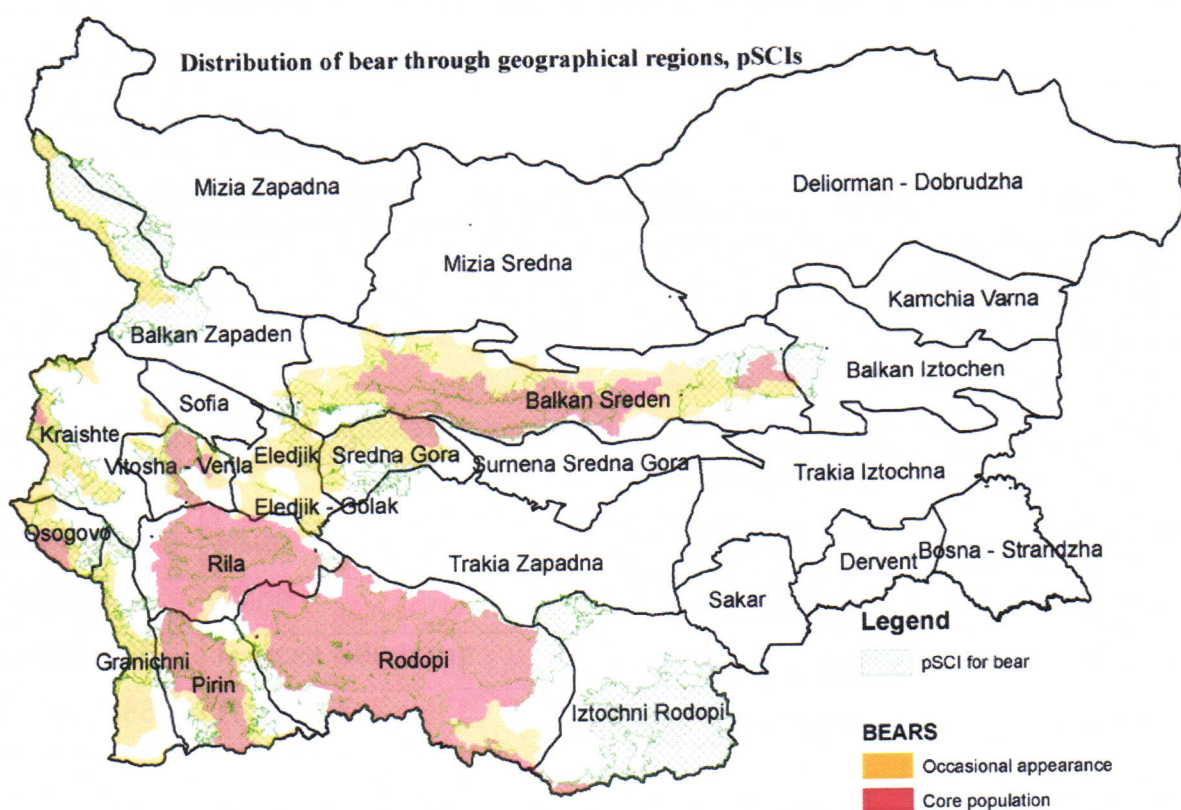 Distribution of bear through geographical regions, pSCIs
Mizia Zapadna
Deliorman - Dobrudzha
Mizia Sredna
Kamchia Varna
Balkan Zapaden
Balkan Iztochen
Sofia
Balkan Sreden
Kraishte
Vitosha - Verila
Eledjik
Sredna Gora
Surnena Sredna Gora
Trakia Iztochna
Eledjik - Golak
Osogovo
Rila
Trakia Zapadna
Dervent
Bosna - Strandzha
Sakar
Granichni
Pirin
Rodopi
Iztochni Rodopi
Legend
pSCI for bear
BEARS
Occasional appearance
Core population